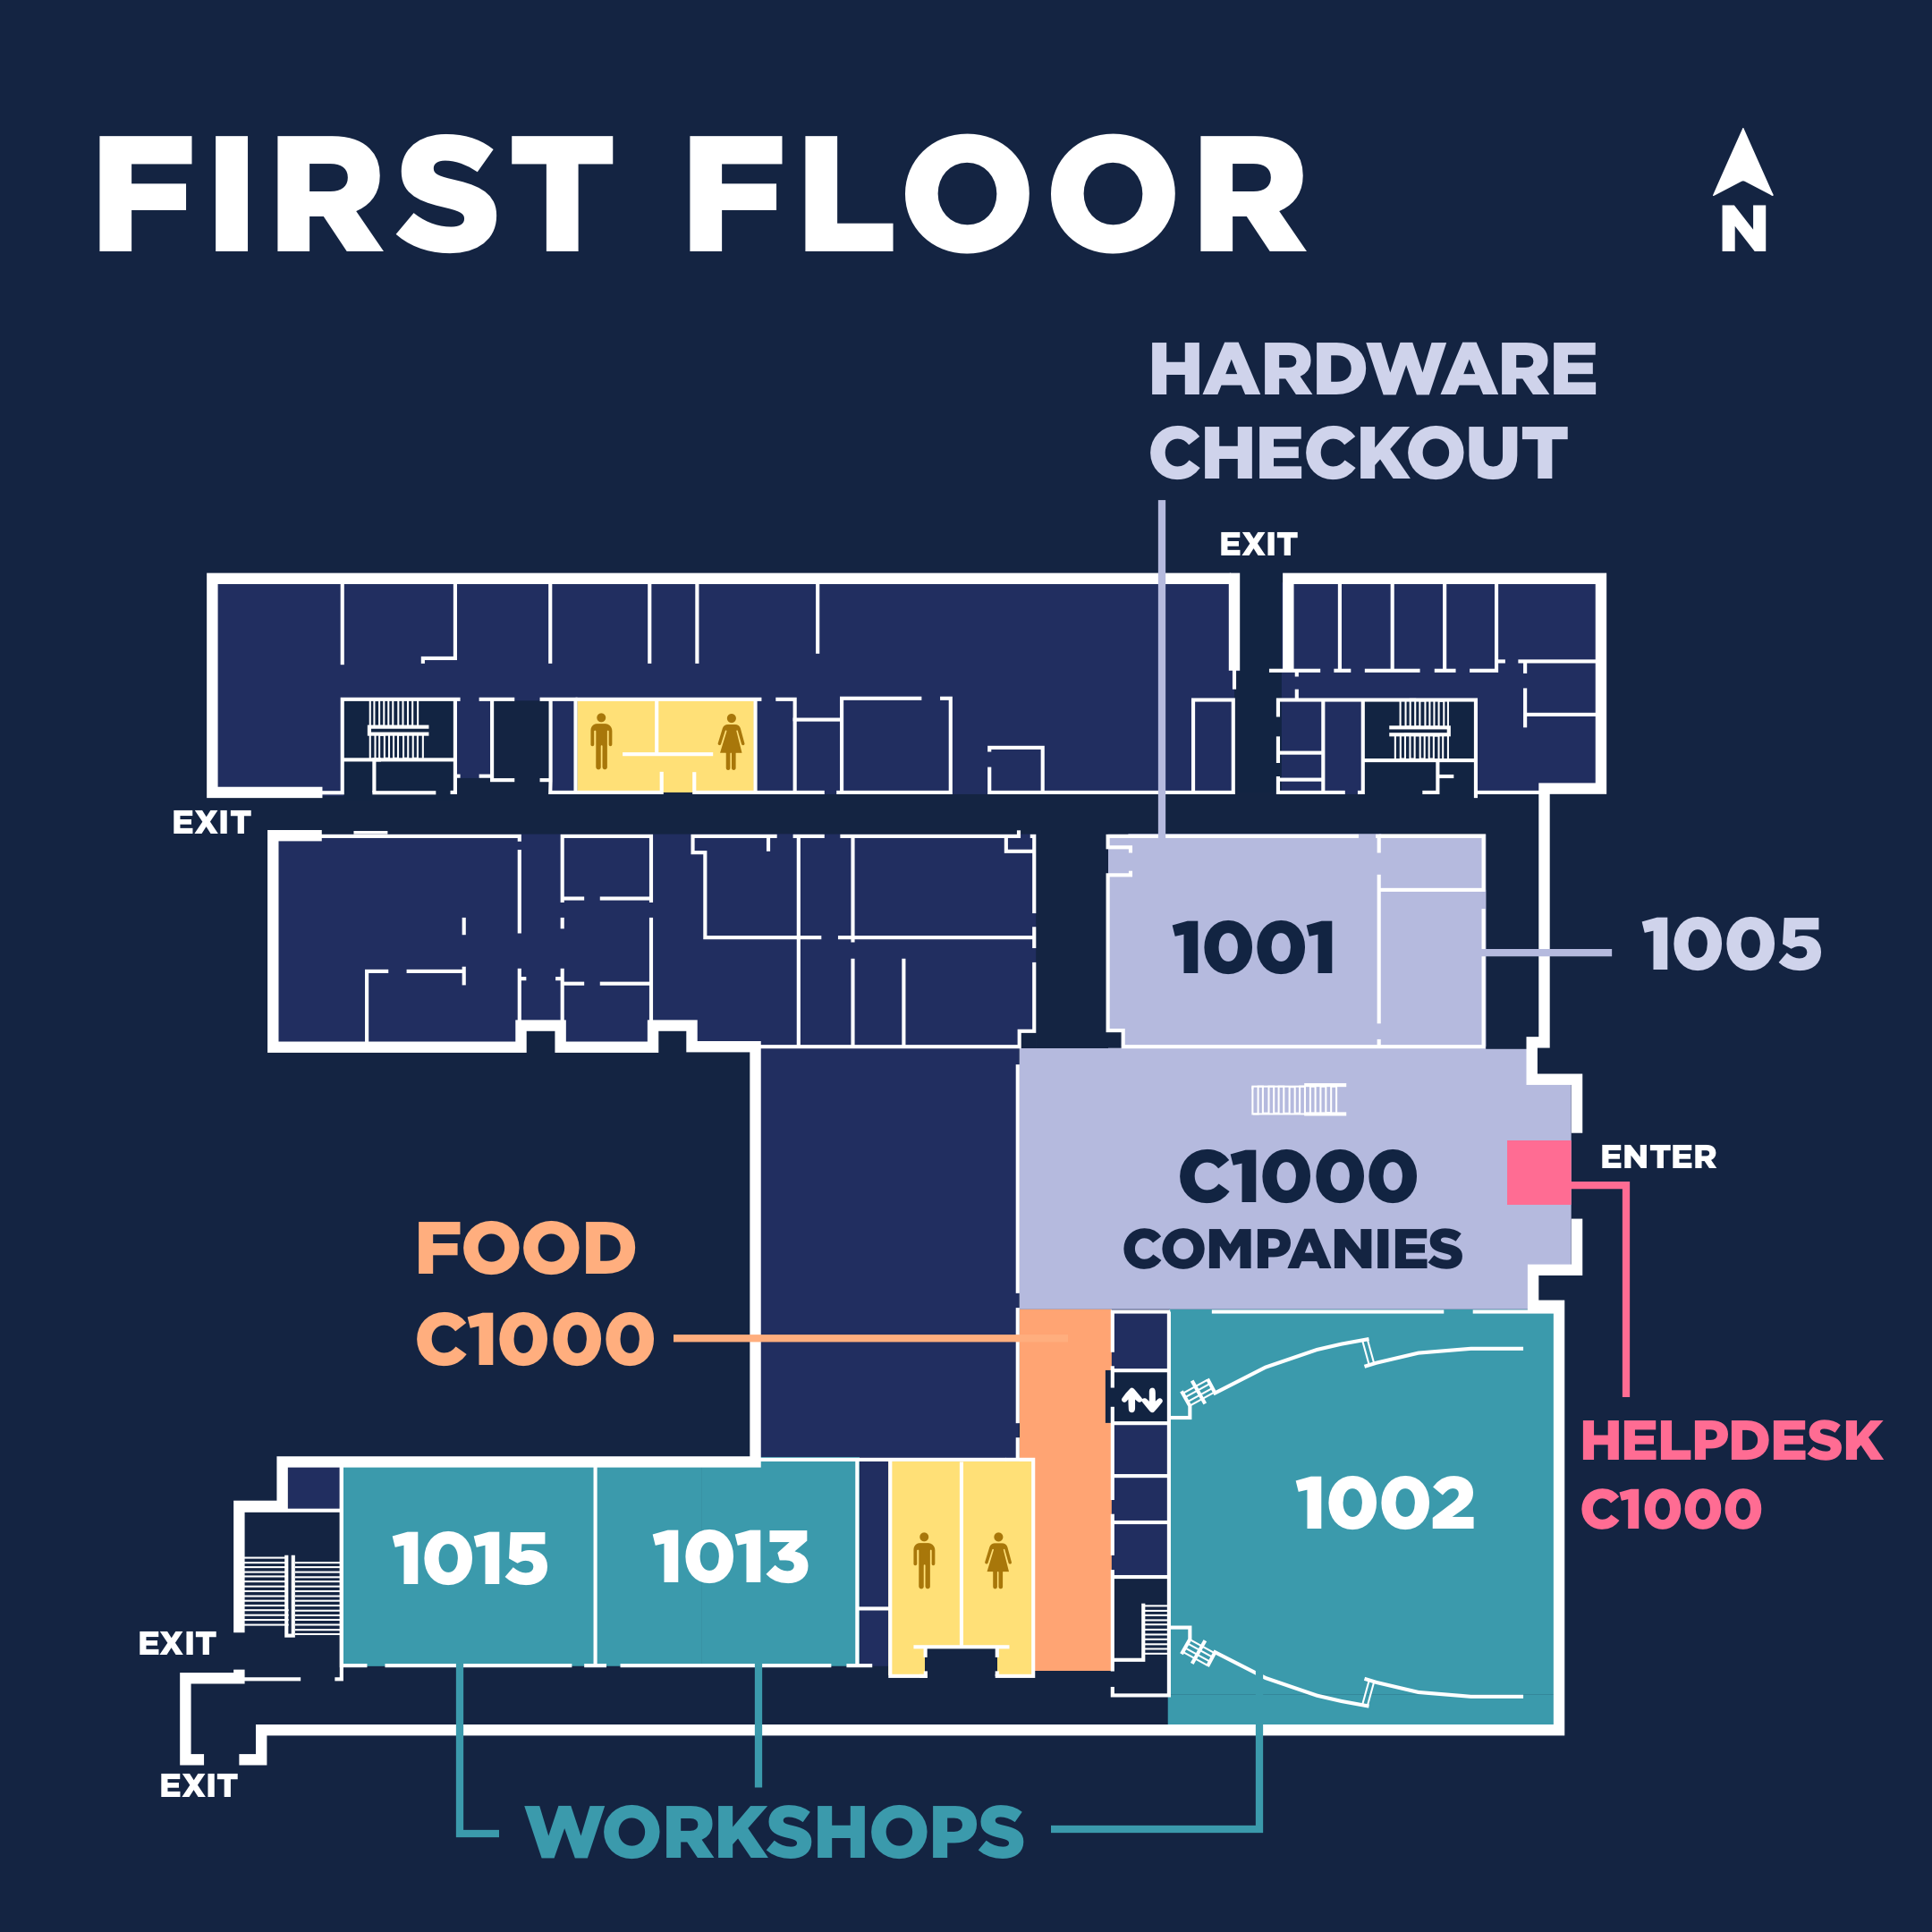 FIRST FLOOR
N
HARDWARE
CHECKOUT
EXIT
EXIT
1001
1005
C1000
COMPANIES
ENTER
FOOD
C1000
HELPDESK
C1000
1002
1015
1013
EXIT
EXIT
WORKSHOPS